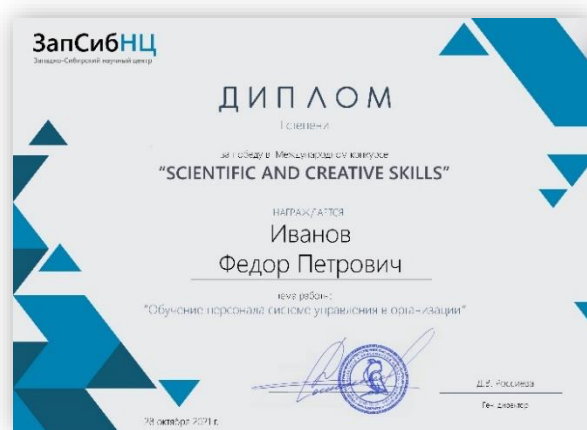 ЗапСибНЦ
Западно-Сибирский научный центр
ДИПЛОМ
I степени
за победу в Международном конкурсе
"SCIENTIFIC AND CREATIVE SKILLS"
НАГРАЖДАЕТСЯ
Иванов
Федор Петрович
тема работы:
"Обучение персонала системе управления в организации"
Д.В.
Ген. директор
28 октября 2021 г.